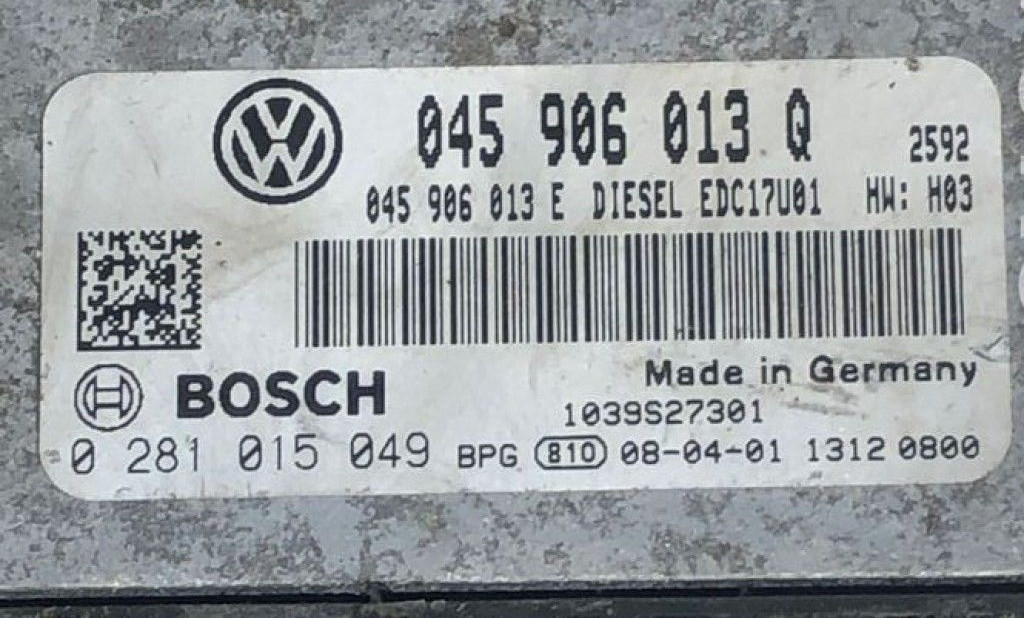 045 906 013 Q
2592
045 906 013 E DIESEL EDC17U01 HW: H03
BOSCH
Made in Germany
1039S27301
0 281 015 049 BPG 810 08-04-01 1312 0800